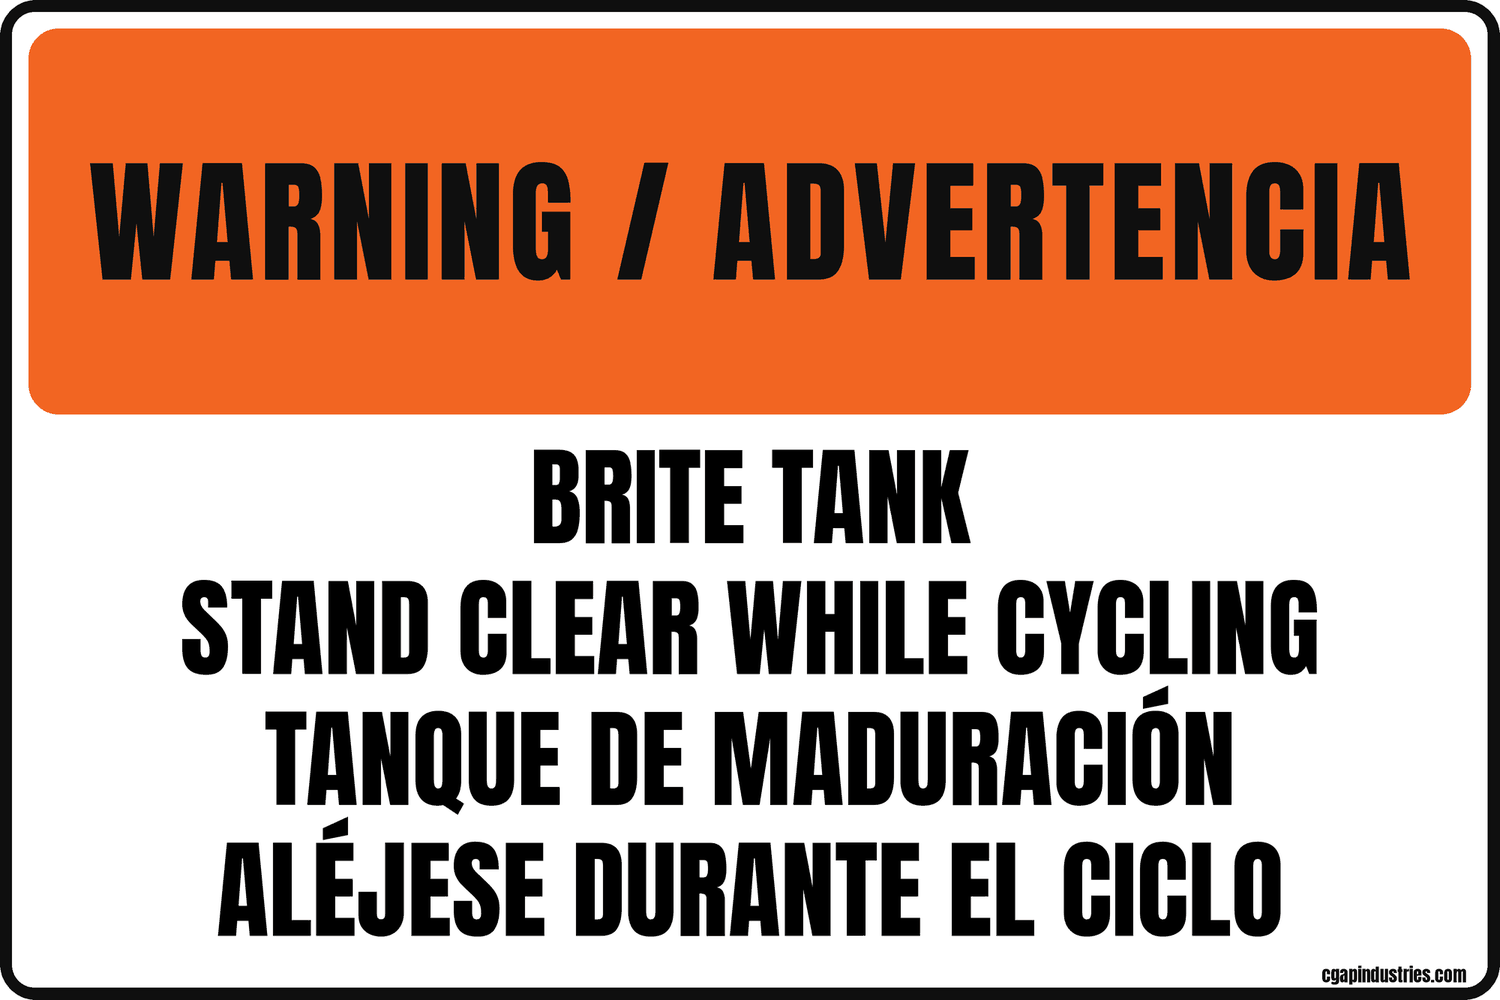 WARNING / ADVERTENCIA
BRITE TANK
STAND CLEAR WHILE CYCLING
TANQUE DE MADURACIÓN
ALÉJESE DURANTE EL CICLO
cgapindustries.com